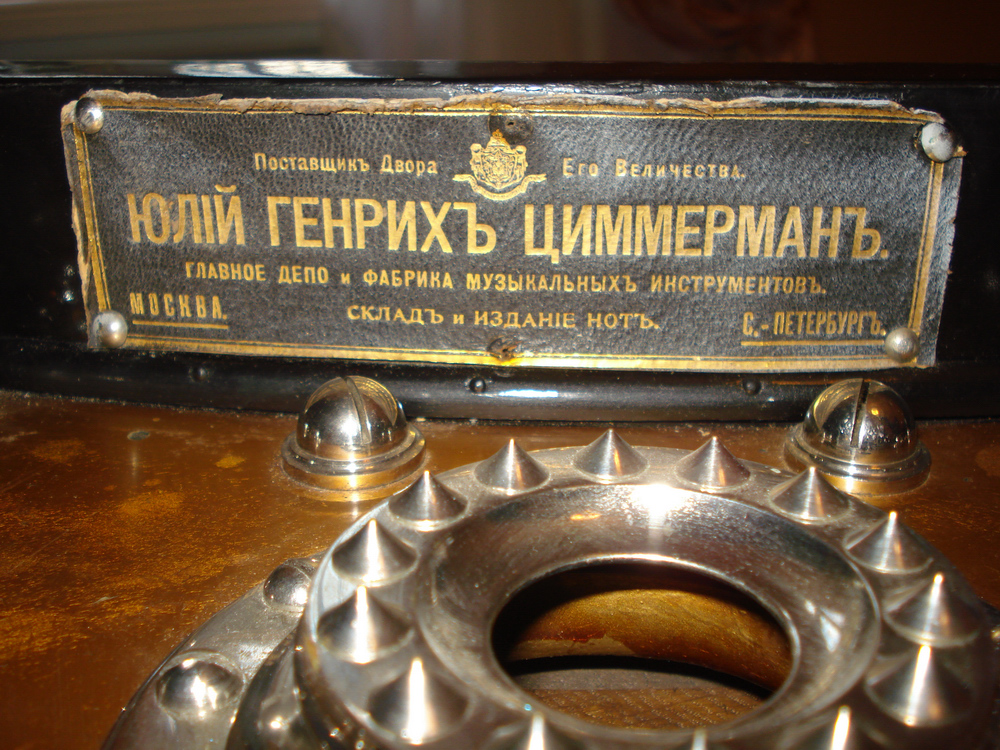 Поставщикъ Двора Его Величества.
ЮЛІЙ ГЕНРИХЪ ЦИММЕРМАНЪ.
ГЛАВНОЕ ДЕПО и ФАБРИКА МУЗЫКАЛЬНЫХЪ ИНСТРУМЕНТОВЪ.
МОСКВА. СКЛАДЪ и ИЗДАНІЕ НОТЪ. С.-ПЕТЕРБУРГЪ.